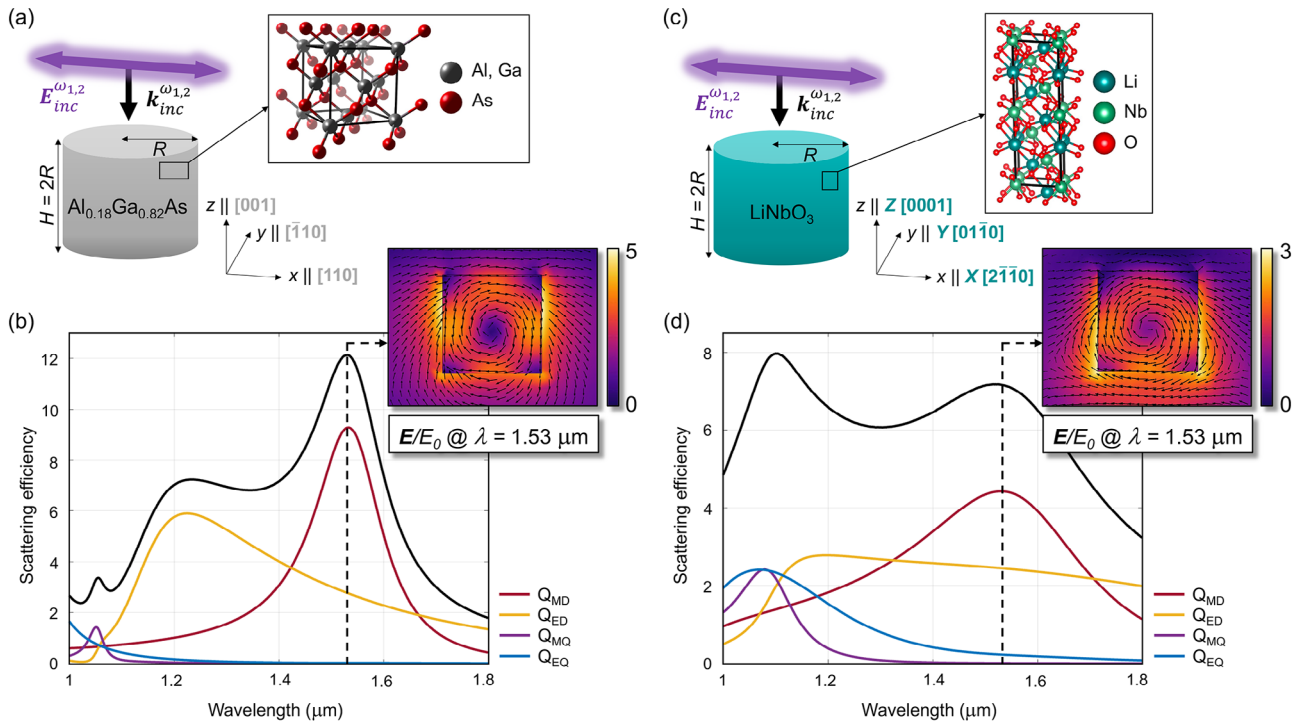 (a)
E_inc^ω1,2
k_inc^ω1,2
R
H = 2R
Al0.18Ga0.82As
Al, Ga
As
z || [001]
y || [1̄10]
x || [110]
(c)
E_inc^ω1,2
k_inc^ω1,2
R
H = 2R
LiNbO3
Li
Nb
O
z || Z [0001]
y || Y [011̄0]
x || X [21̄1̄0]
(b)
5
0
E/E0 @ λ = 1.53 μm
Scattering efficiency
12
10
8
6
4
2
0
QMD
QED
QMQ
QEQ
1 1.2 1.4 1.6 1.8
Wavelength (μm)
(d)
3
0
E/E0 @ λ = 1.53 μm
Scattering efficiency
8
6
4
2
0
QMD
QED
QMQ
QEQ
1 1.2 1.4 1.6 1.8
Wavelength (μm)